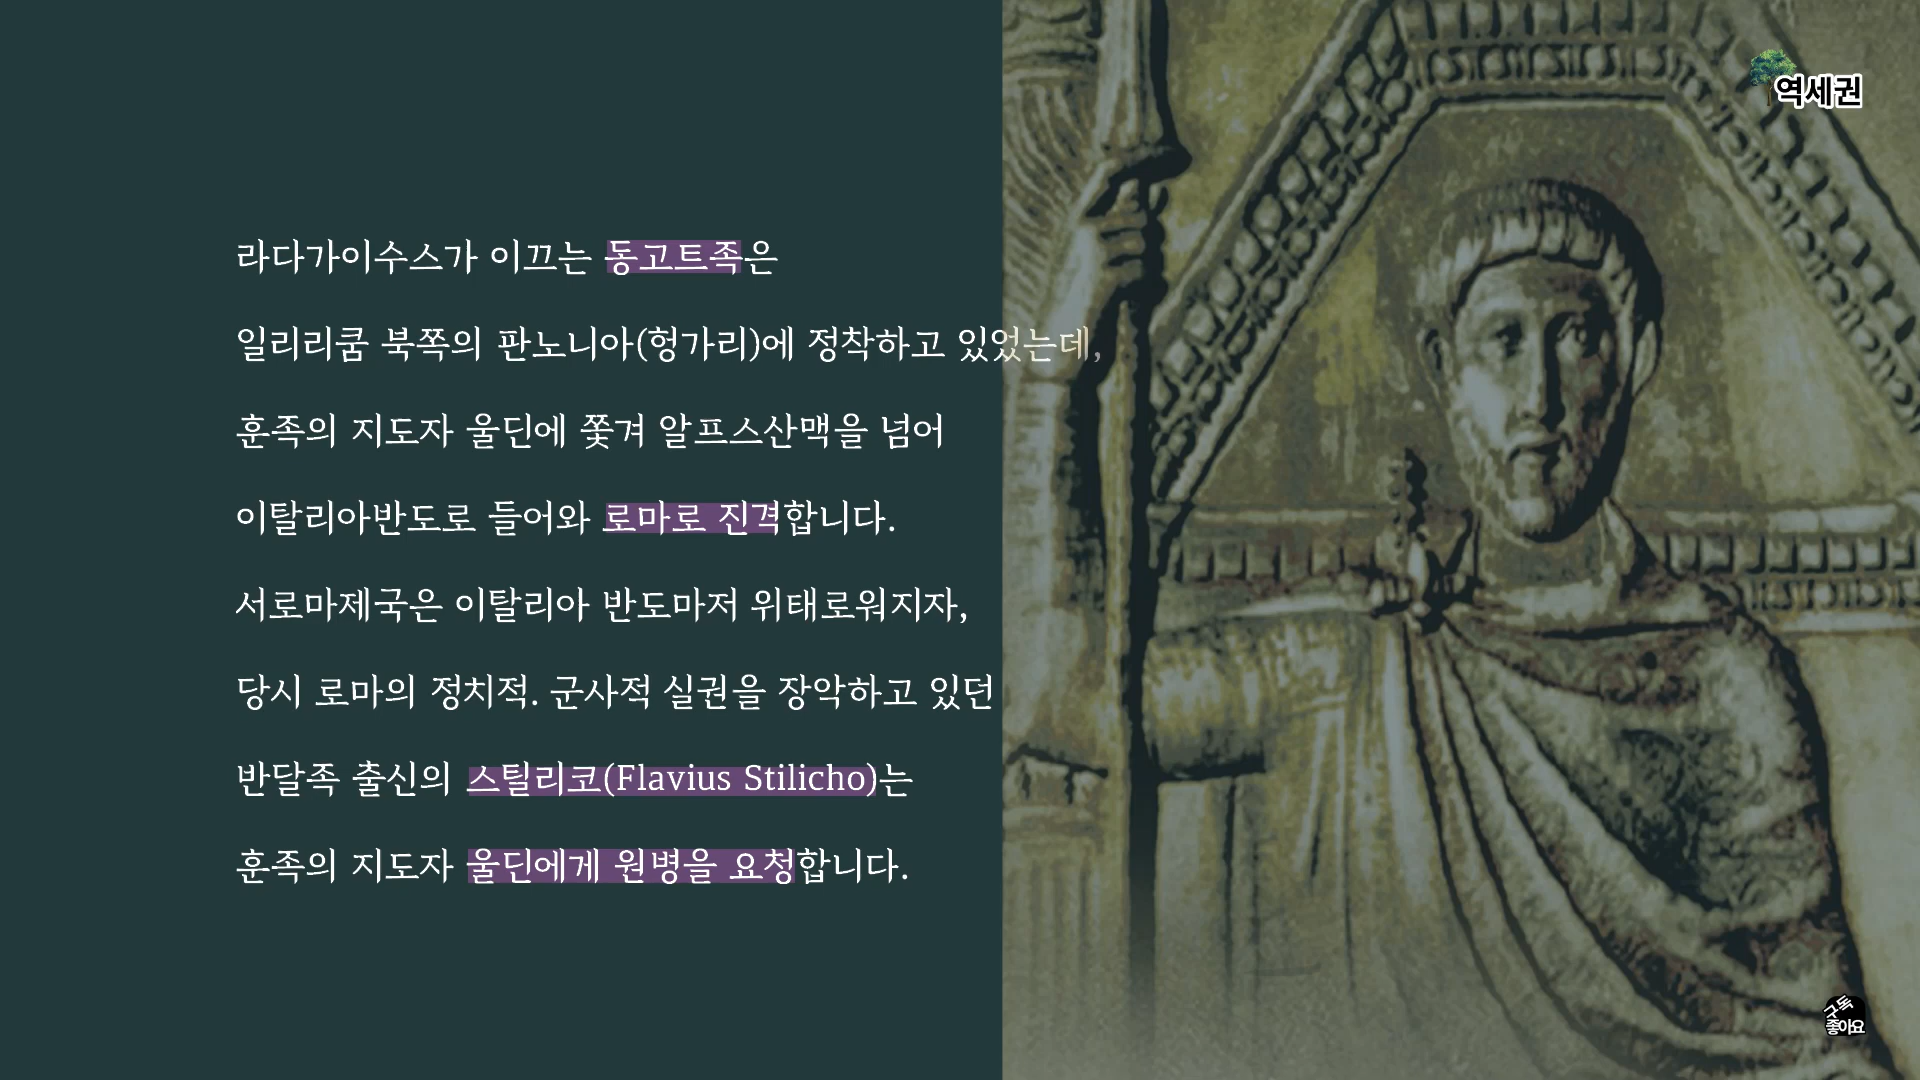 역세권
라다가이수스가 이끄는 동고트족은
일리리쿰 북쪽의 판노니아(헝가리)에 정착하고 있었는데,
훈족의 지도자 울딘에 쫓겨 알프스산맥을 넘어
이탈리아반도로 들어와 로마로 진격합니다.
서로마제국은 이탈리아 반도마저 위태로워지자,
당시 로마의 정치적. 군사적 실권을 장악하고 있던
반달족 출신의 스틸리코(Flavius Stilicho)는
훈족의 지도자 울딘에게 원병을 요청합니다.
구독
좋아요